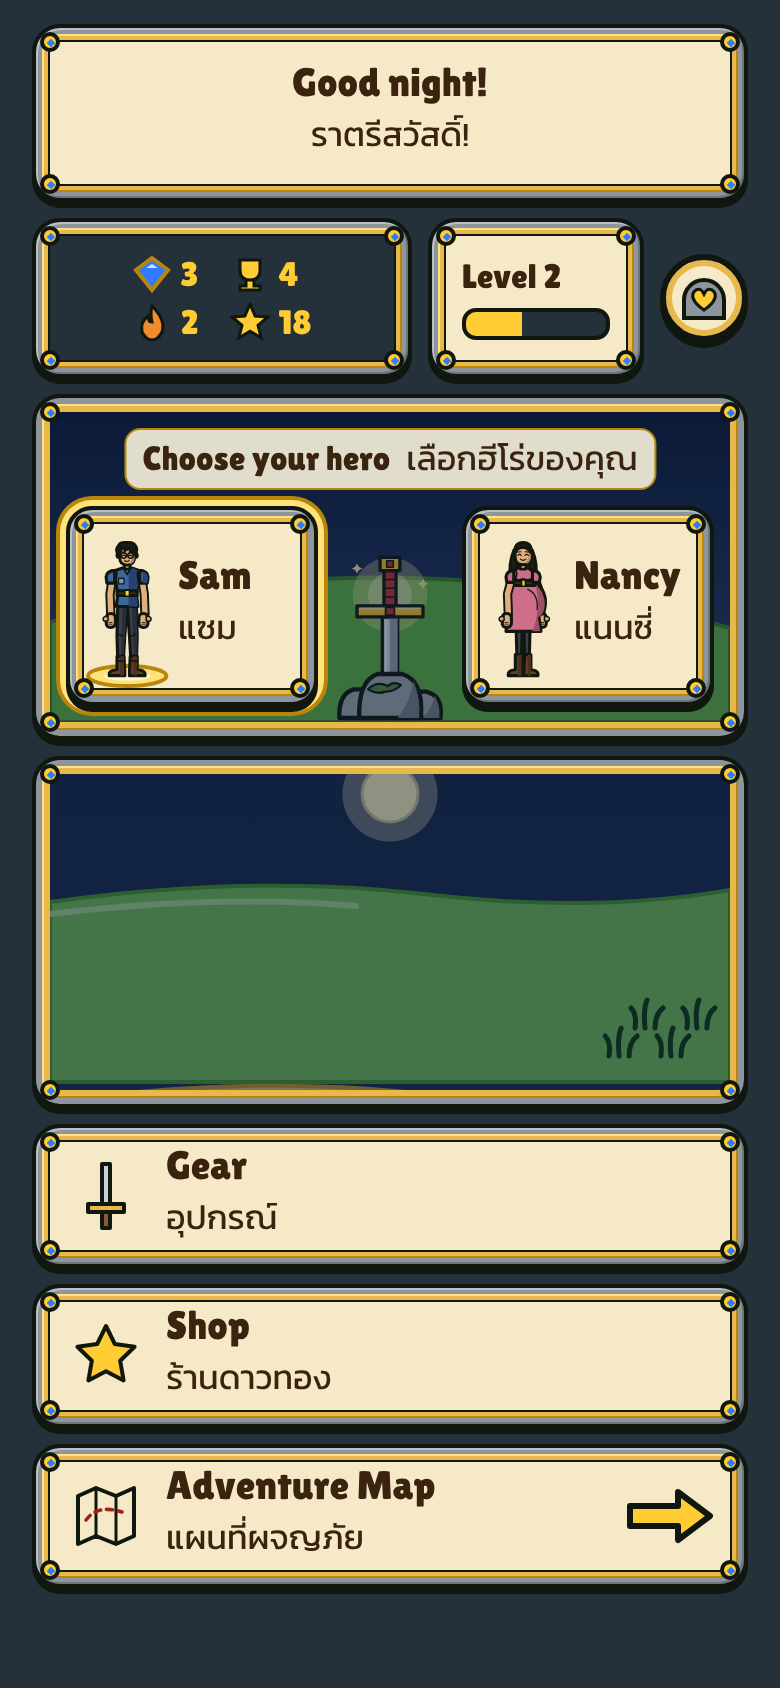 Good night!
ราตรีสวัสดิ์!
3 4
2 18
Level 2
Choose your hero เลือกฮีโร่ของคุณ
Sam
แซม
Nancy
แนนซี่
Gear
อุปกรณ์
Shop
ร้านดาวทอง
Adventure Map
แผนที่ผจญภัย